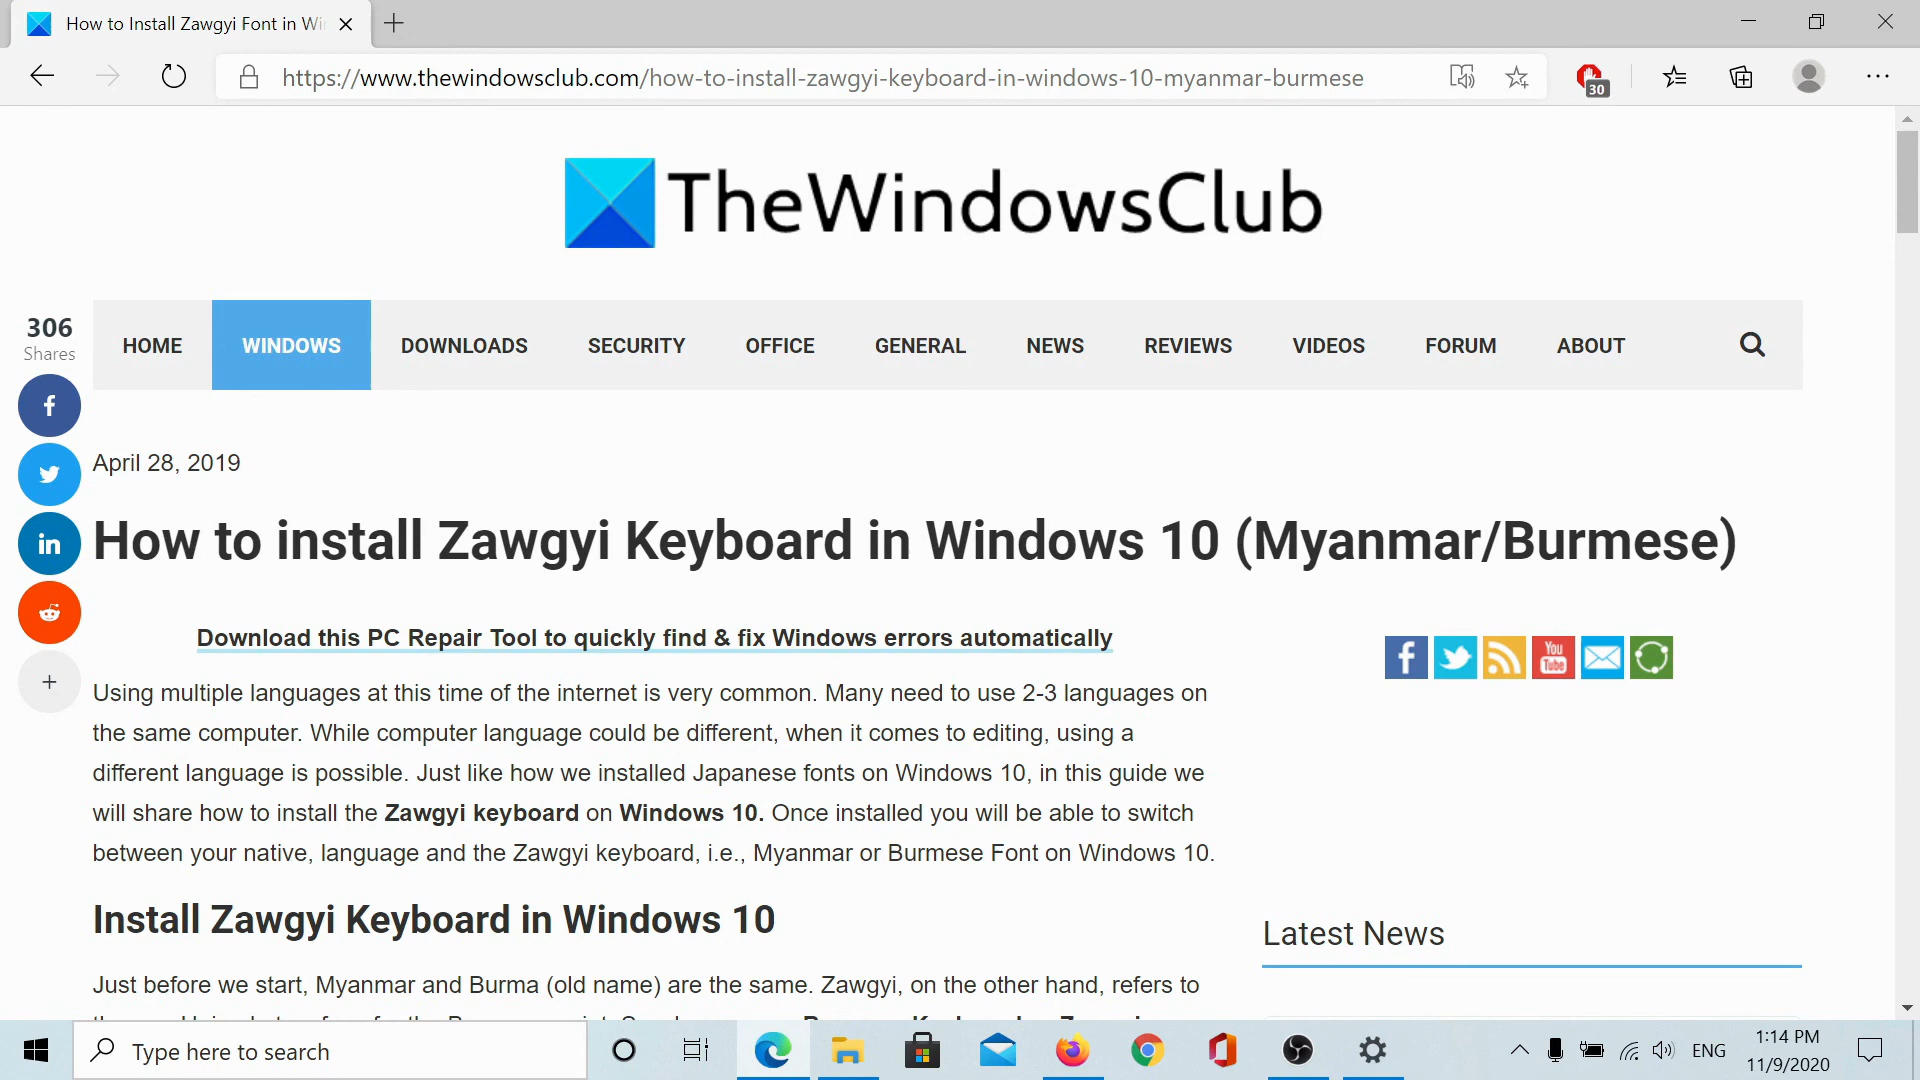 How to Install Zawgyi Font in Wi
https://www.thewindowsclub.com/how-to-install-zawgyi-keyboard-in-windows-10-myanmar-burmese
30
TheWindowsClub
306
Shares
HOME WINDOWS DOWNLOADS SECURITY OFFICE GENERAL NEWS REVIEWS VIDEOS FORUM ABOUT
April 28, 2019
How to install Zawgyi Keyboard in Windows 10 (Myanmar/Burmese)
Download this PC Repair Tool to quickly find & fix Windows errors automatically
You
Tube
Using multiple languages at this time of the internet is very common. Many need to use 2-3 languages on
the same computer. While computer language could be different, when it comes to editing, using a
different language is possible. Just like how we installed Japanese fonts on Windows 10, in this guide we
will share how to install the Zawgyi keyboard on Windows 10. Once installed you will be able to switch
between your native, language and the Zawgyi keyboard, i.e., Myanmar or Burmese Font on Windows 10.
Install Zawgyi Keyboard in Windows 10
Latest News
Just before we start, Myanmar and Burma (old name) are the same. Zawgyi, on the other hand, refers to
Type here to search
ENG
1:14 PM
11/9/2020